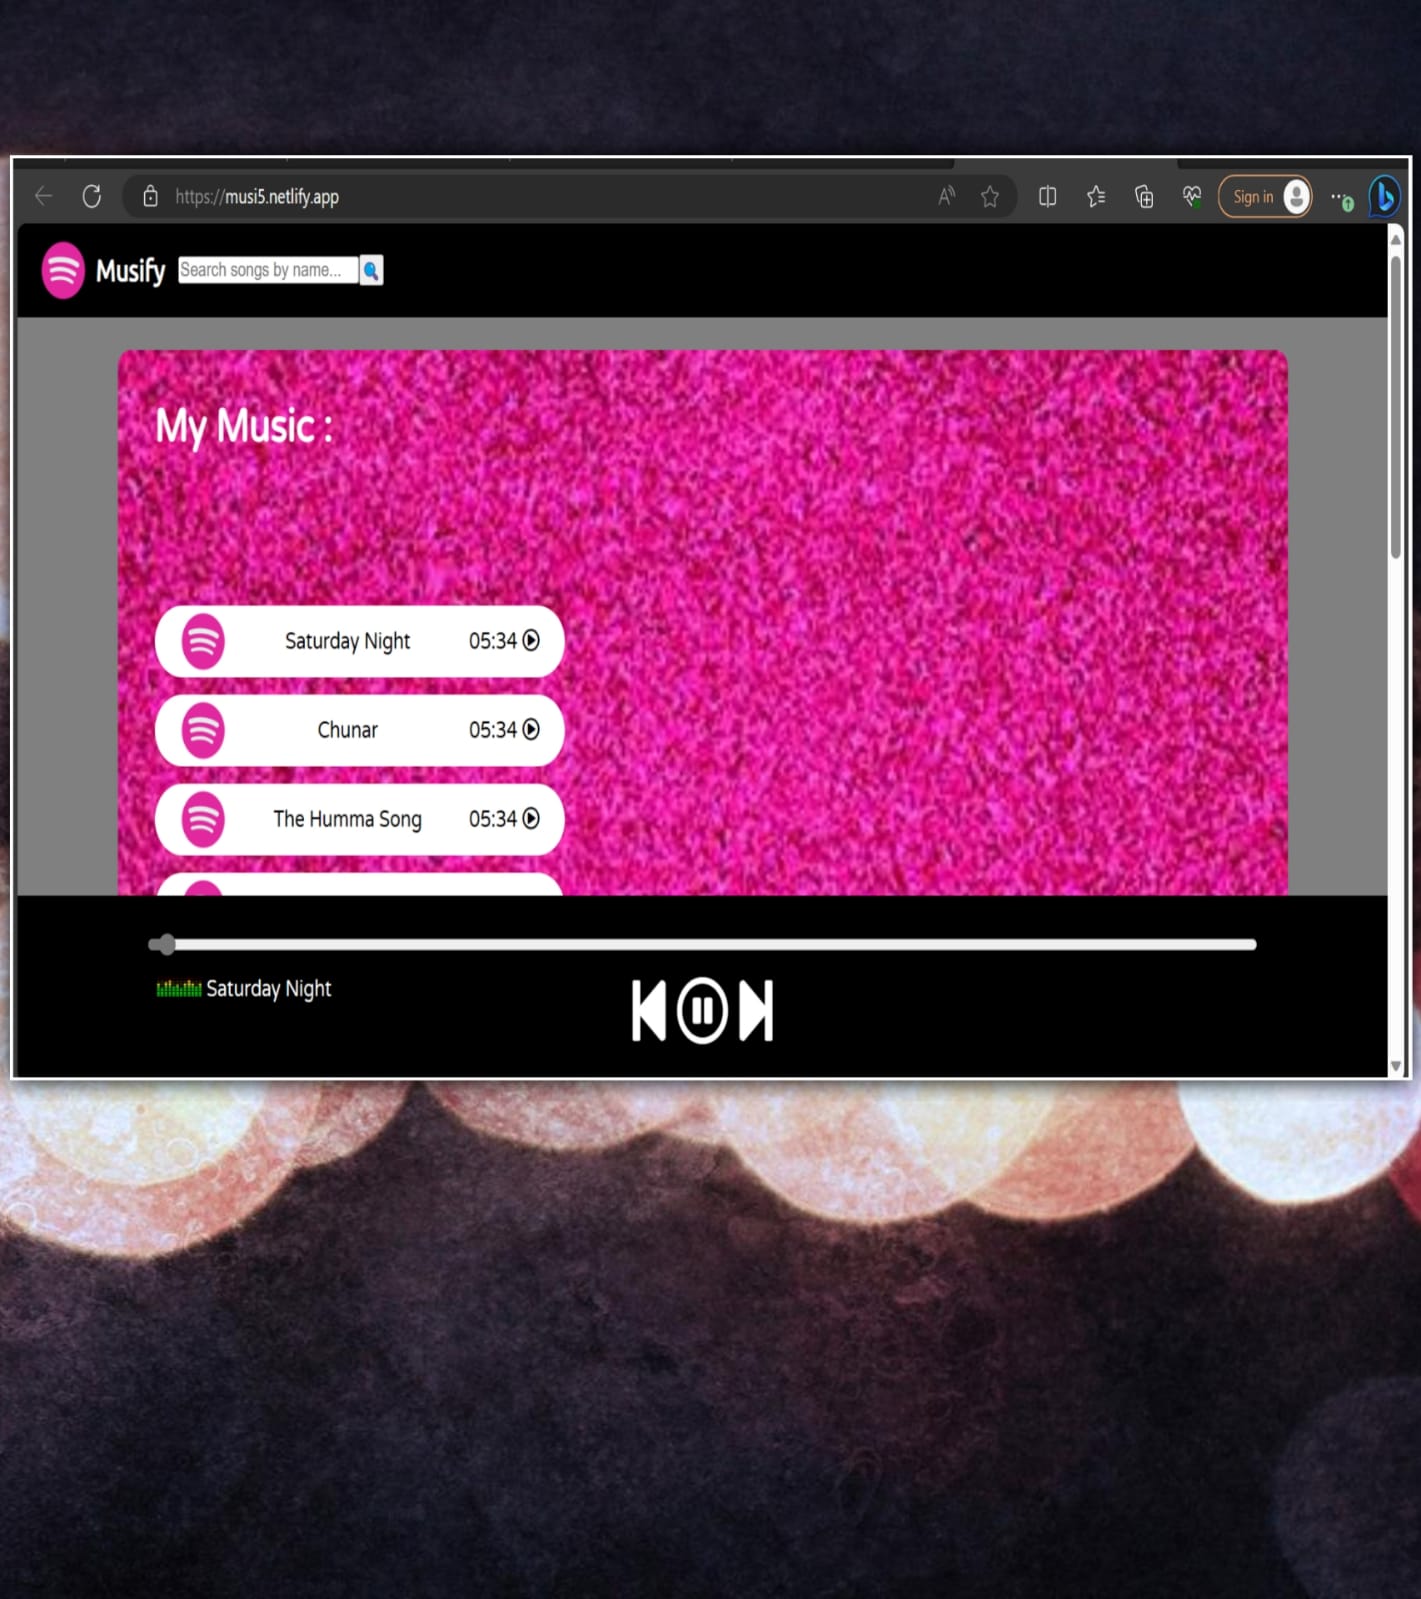 https://musi5.netlify.app
A
Sign in
Musify
Search songs by name...
My Music :
Saturday Night 05:34
Chunar 05:34
The Humma Song 05:34
Saturday Night